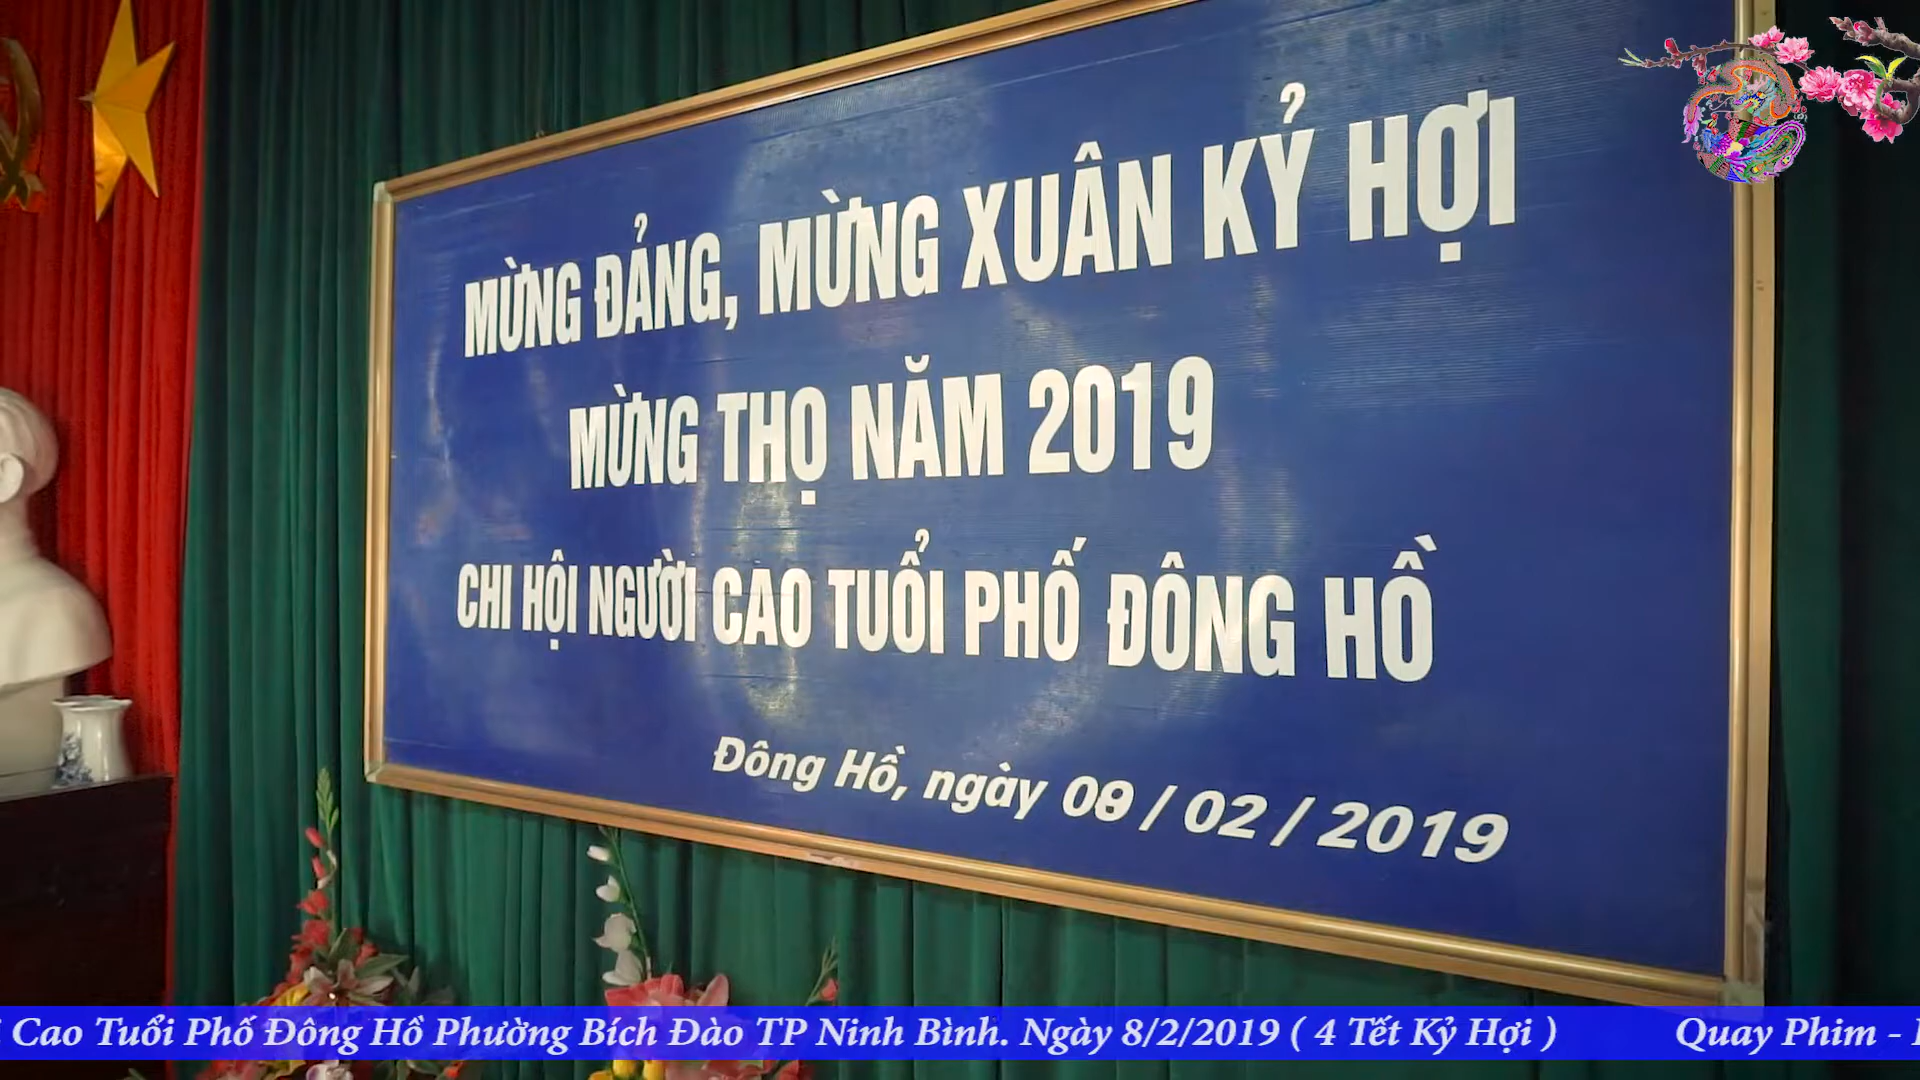 MỪNG ĐẢNG, MỪNG XUÂN KỶ HỢI
MỪNG THỌ NĂM 2019
CHI HỘI NGƯỜI CAO TUỔI PHỐ ĐÔNG HỒ
Đông Hồ, ngày 08 / 02 / 2019
Cao Tuổi Phố Đông Hồ Phường Bích Đào TP Ninh Bình. Ngày 8/2/2019 ( 4 Tết Kỷ Hợi ) Quay Phim -